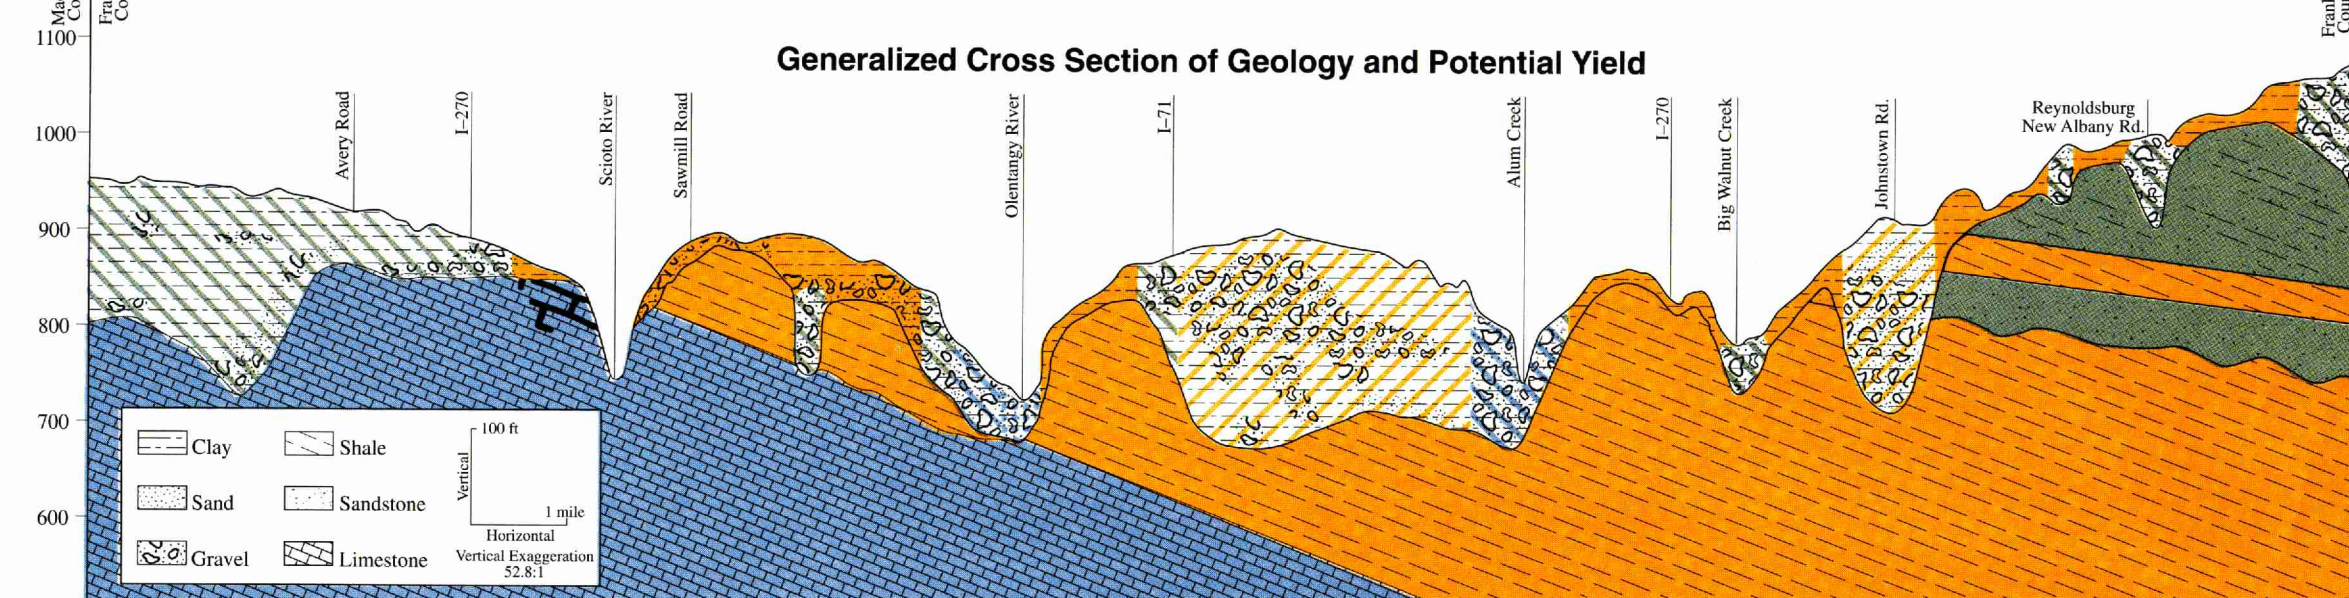 Generalized Cross Section of Geology and Potential Yield
1100
1000
900
800
700
600
Avery Road
I–270
Scioto River
Sawmill Road
Olentangy River
I–71
Alum Creek
I–270
Big Walnut Creek
Johnstown Rd.
Reynoldsburg
New Albany Rd.
Clay
Shale
Sand
Sandstone
Gravel
Limestone
100 ft
Vertical
1 mile
Horizontal
Vertical Exaggeration
52.8:1